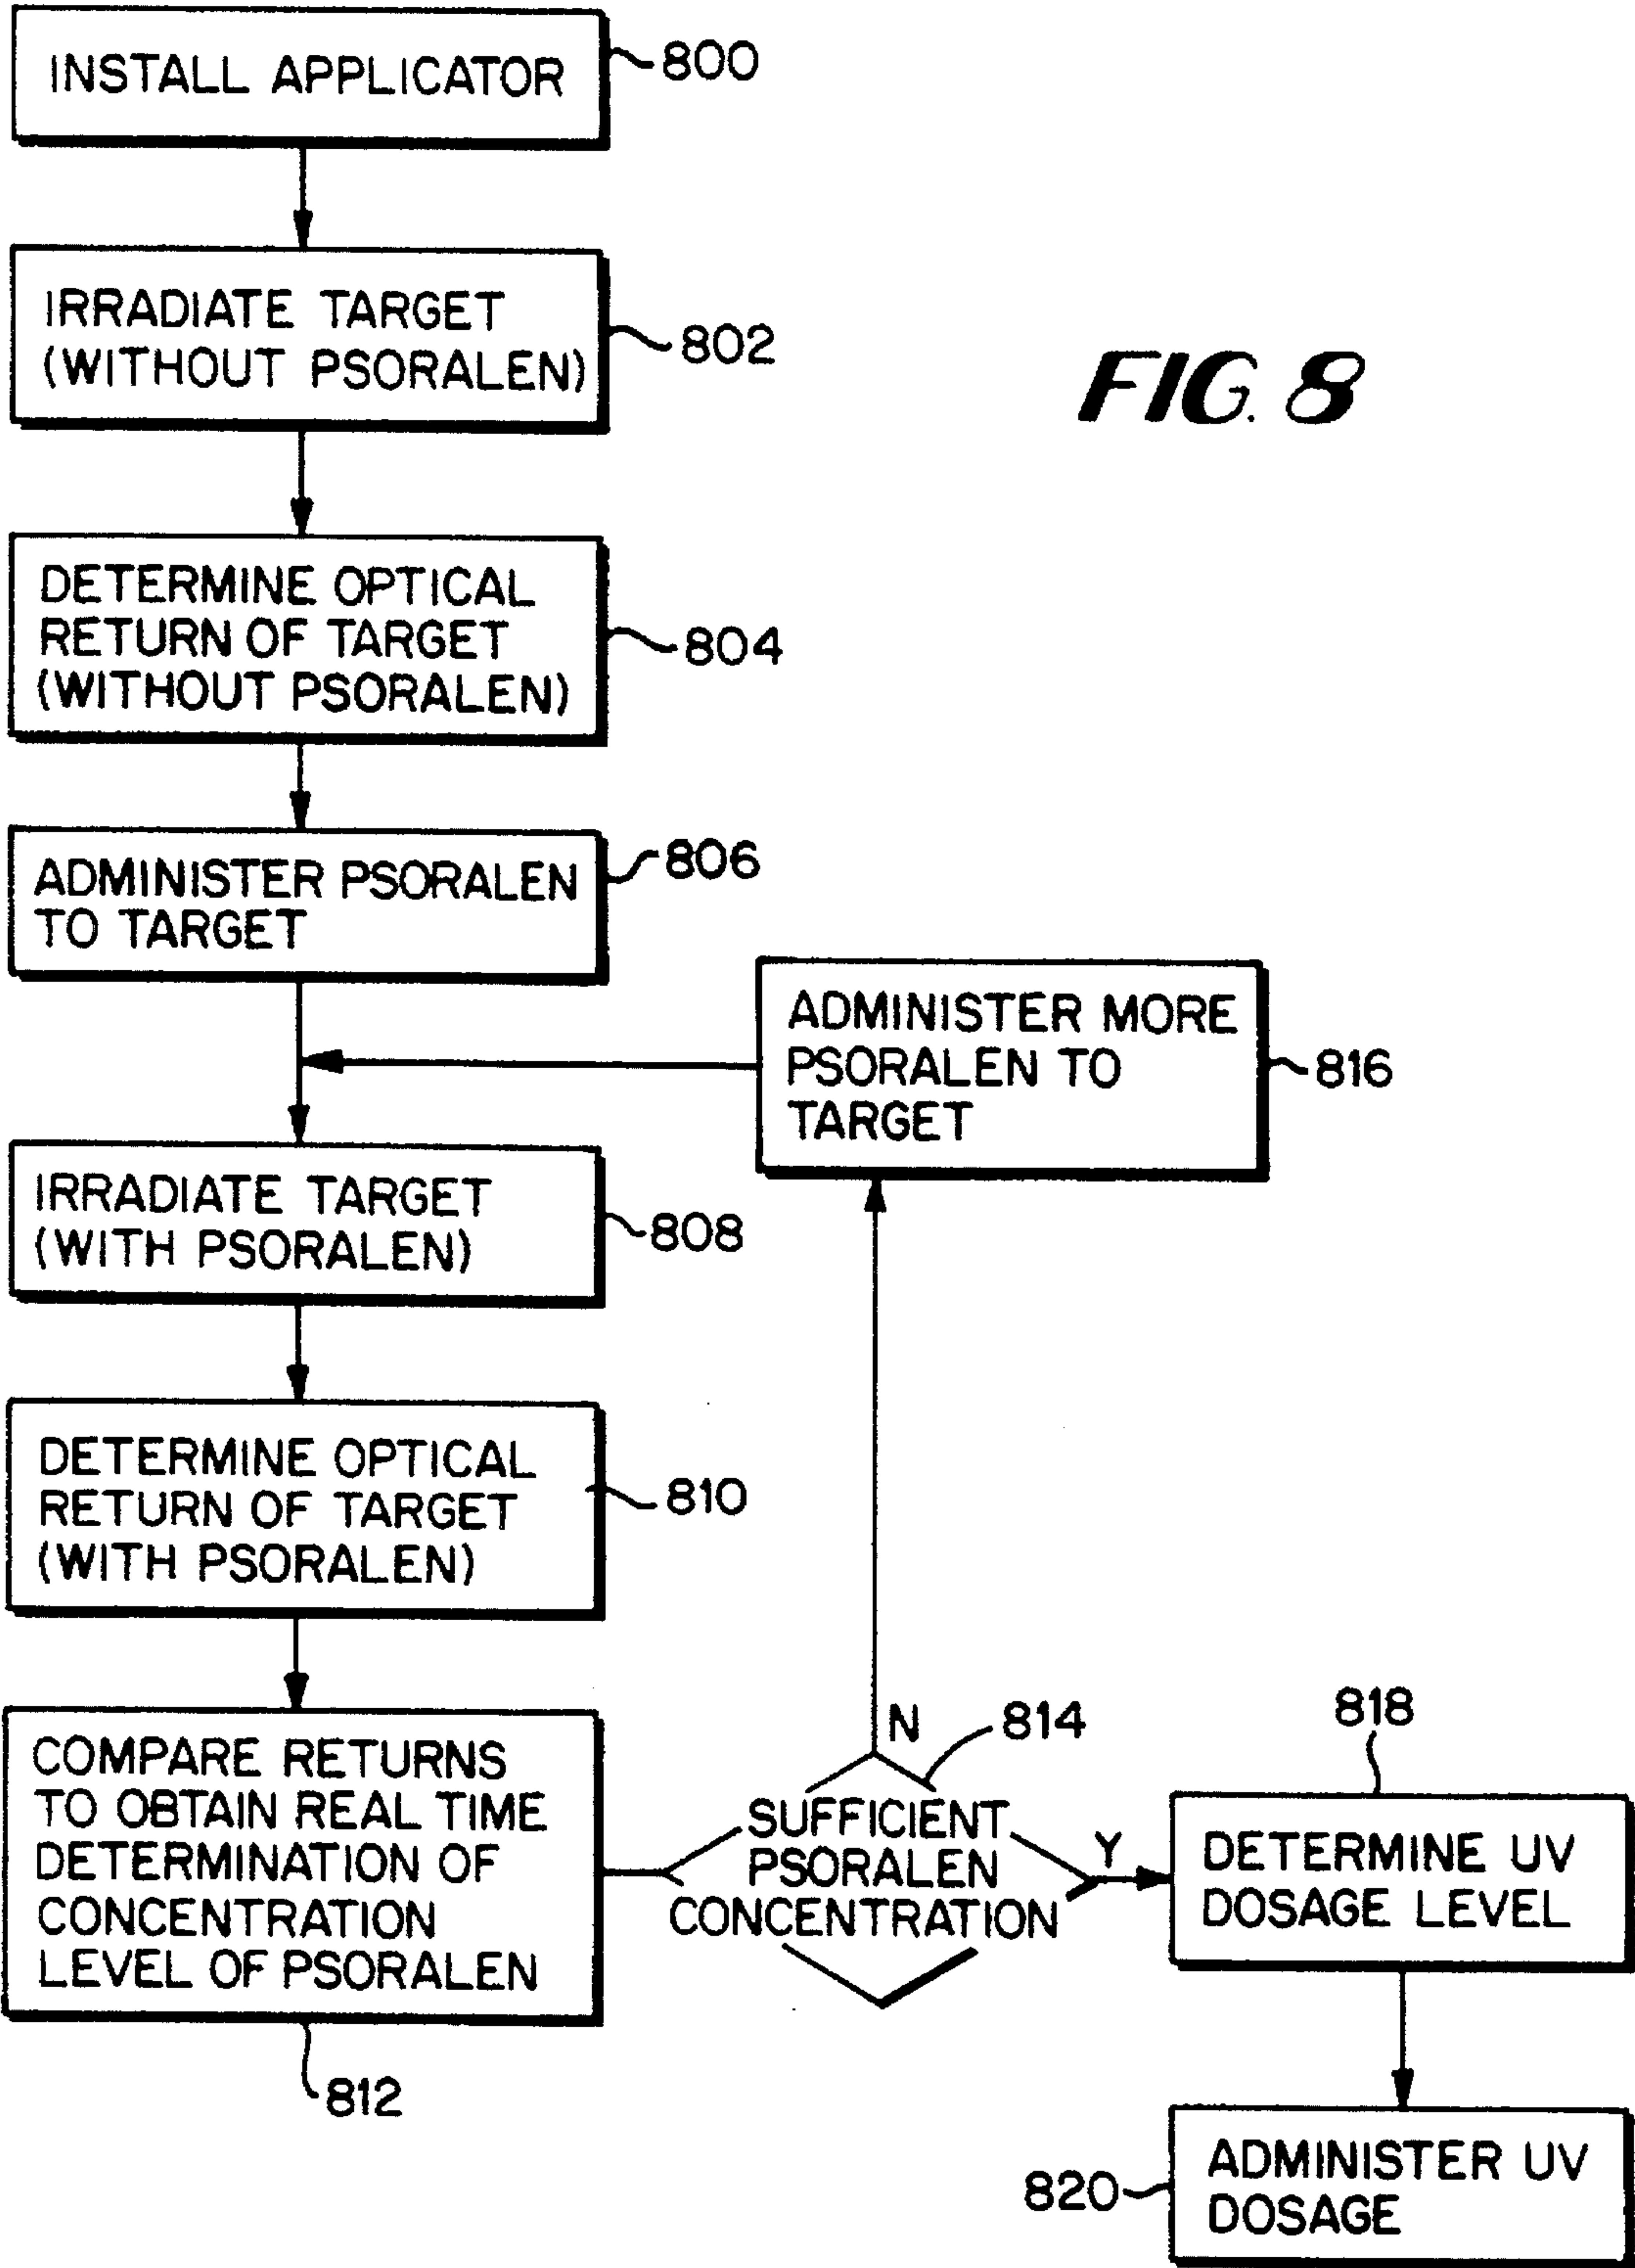 INSTALL APPLICATOR
800
IRRADIATE TARGET
(WITHOUT PSORALEN)
802
FIG. 8
DETERMINE OPTICAL
RETURN OF TARGET
(WITHOUT PSORALEN)
804
ADMINISTER PSORALEN
TO TARGET
806
ADMINISTER MORE
PSORALEN TO
TARGET
816
IRRADIATE TARGET
(WITH PSORALEN)
808
DETERMINE OPTICAL
RETURN OF TARGET
(WITH PSORALEN)
810
COMPARE RETURNS
TO OBTAIN REAL TIME
DETERMINATION OF
CONCENTRATION
LEVEL OF PSORALEN
812
N
814
SUFFICIENT
PSORALEN
CONCENTRATION
Y
818
DETERMINE UV
DOSAGE LEVEL
820
ADMINISTER UV
DOSAGE